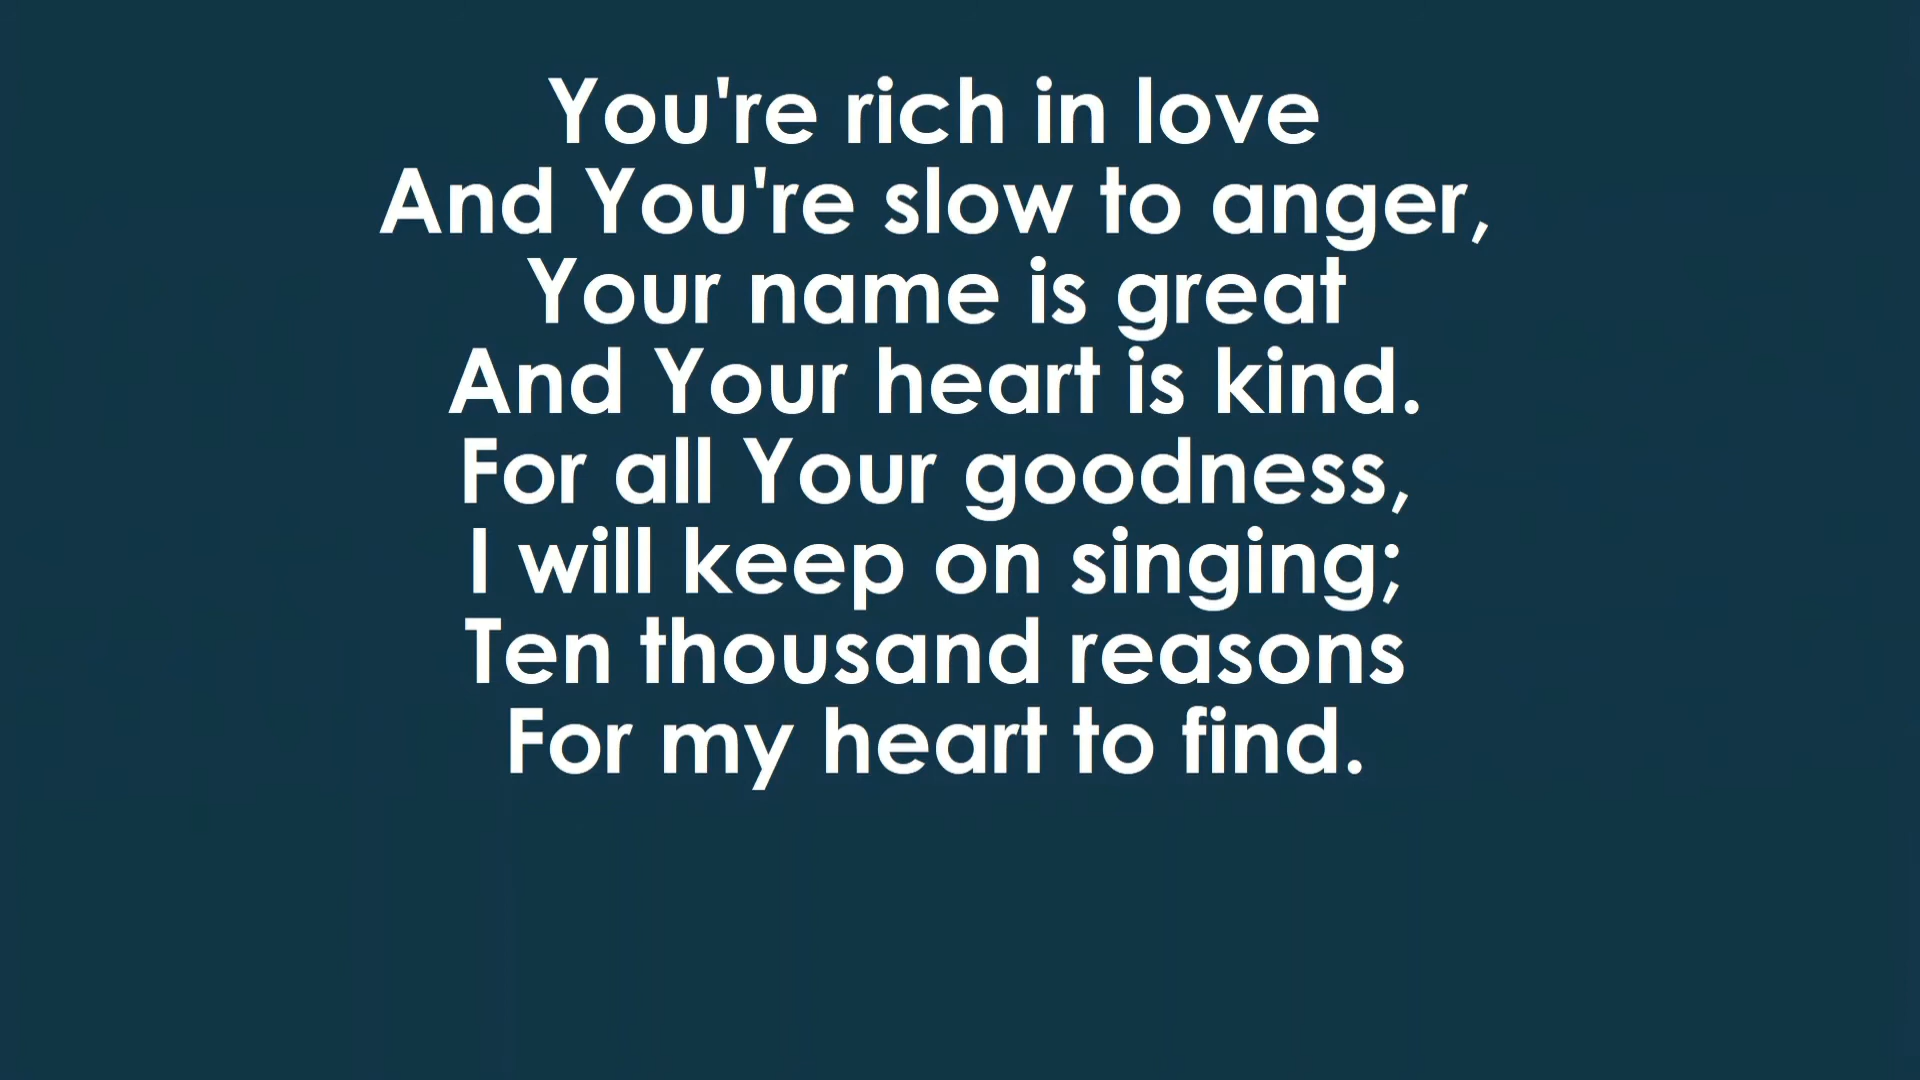 You're rich in love
And You're slow to anger,
Your name is great
And Your heart is kind.
For all Your goodness,
I will keep on singing;
Ten thousand reasons
For my heart to find.